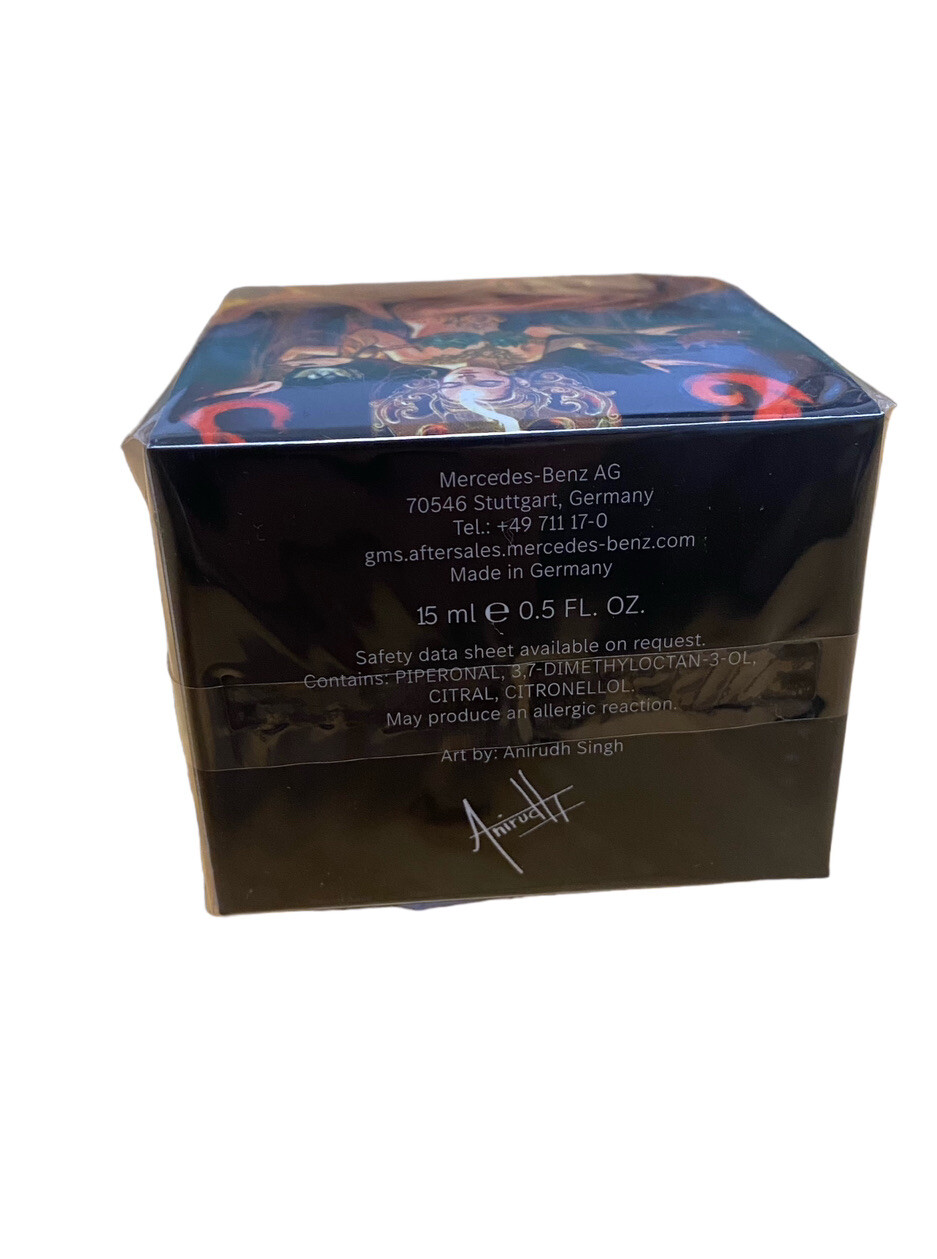 Mercedes-Benz AG
70546 Stuttgart, Germany
Tel.: +49 711 17-0
gms.aftersales.mercedes-benz.com
Made in Germany
15 ml ℮ 0.5 FL. OZ.
Safety data sheet available on request.
Contains: PIPERONAL, 3,7-DIMETHYLOCTAN-3-OL,
CITRAL, CITRONELLOL.
May produce an allergic reaction.
Art by: Anirudh Singh
Anirudh